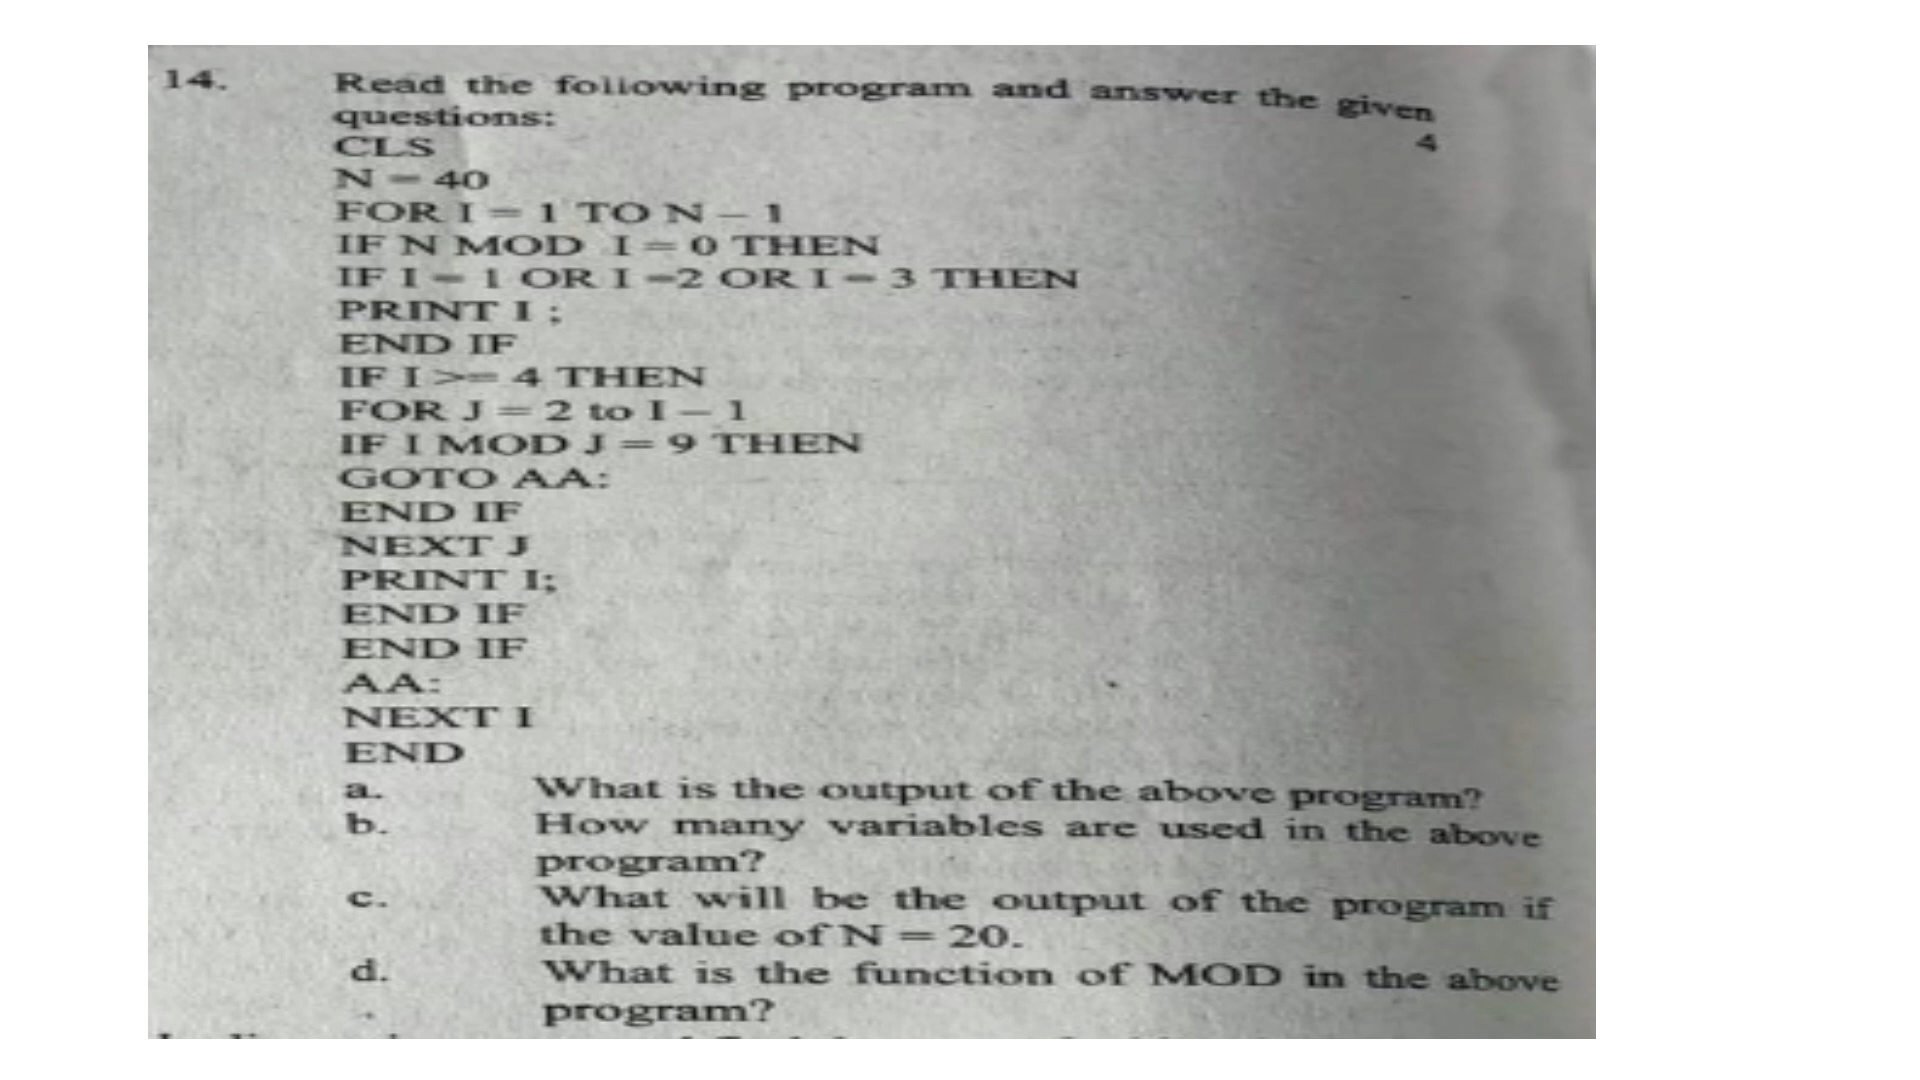 14. Read the following program and answer the given
questions: 4
CLS
N = 40
FOR I = 1 TO N – 1
IF N MOD I = 0 THEN
IF I = 1 OR I =2 OR I = 3 THEN
PRINT I ;
END IF
IF I >= 4 THEN
FOR J = 2 to I – 1
IF I MOD J = 9 THEN
GOTO AA:
END IF
NEXT J
PRINT I;
END IF
END IF
AA:
NEXT I
END
a. What is the output of the above program?
b. How many variables are used in the above
program?
c. What will be the output of the program if
the value of N = 20.
d. What is the function of MOD in the above
program?